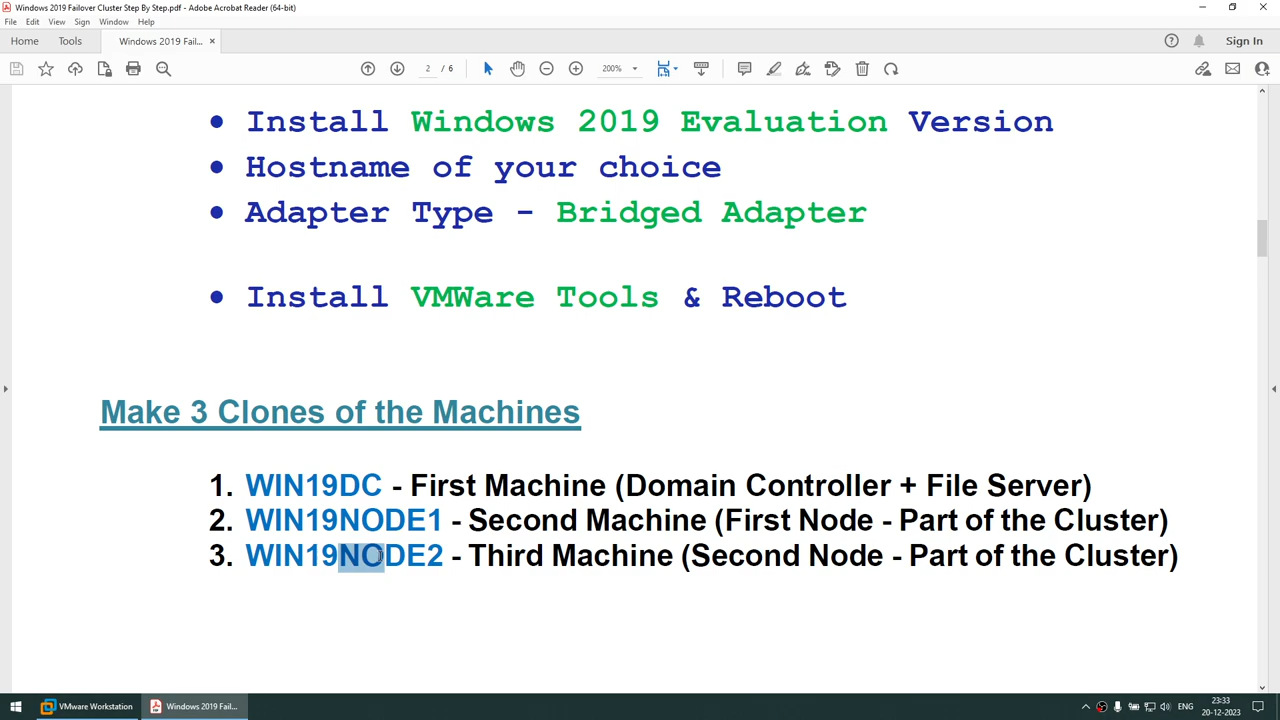 Windows 2019 Failover Cluster Step By Step.pdf - Adobe Acrobat Reader (64-bit)
File Edit View Sign Window Help
Home Tools Windows 2019 Fail... × Sign In
2 / 6 200%
• Install Windows 2019 Evaluation Version
• Hostname of your choice
• Adapter Type - Bridged Adapter
• Install VMWare Tools & Reboot
Make 3 Clones of the Machines
1. WIN19DC - First Machine (Domain Controller + File Server)
2. WIN19NODE1 - Second Machine (First Node - Part of the Cluster)
3. WIN19NODE2 - Third Machine (Second Node - Part of the Cluster)
VMware Workstation Windows 2019 Fail... ENG 23:33
20-12-2023